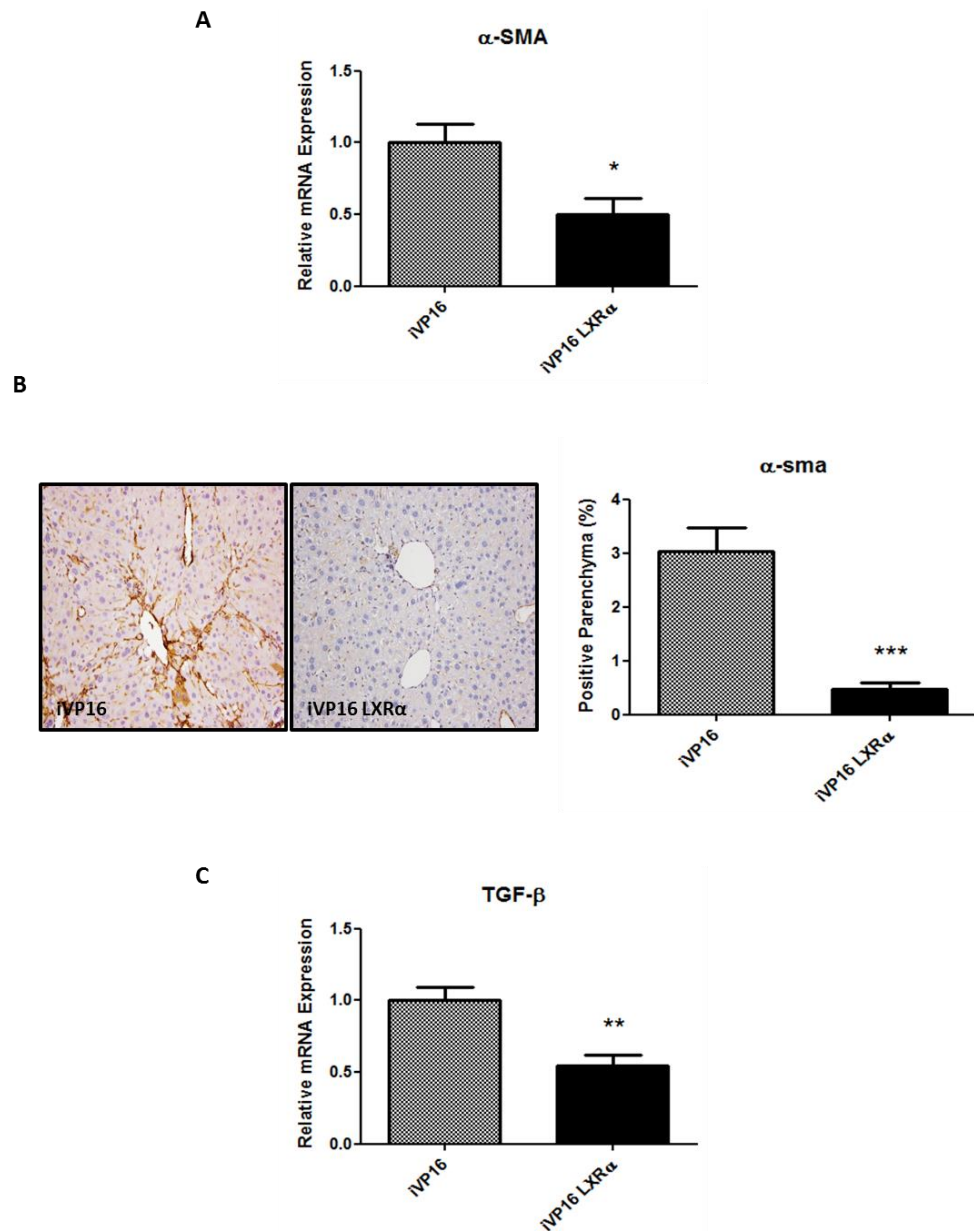 A
α-SMA
Relative mRNA Expression
1.5
1.0
0.5
0.0
*
iVP16
iVP16 LXRα
B
iVP16
iVP16 LXRα
α-sma
Positive Parenchyma (%)
4
3
2
1
0
***
iVP16
iVP16 LXRα
C
TGF-β
Relative mRNA Expression
1.5
1.0
0.5
0.0
**
iVP16
iVP16 LXRα